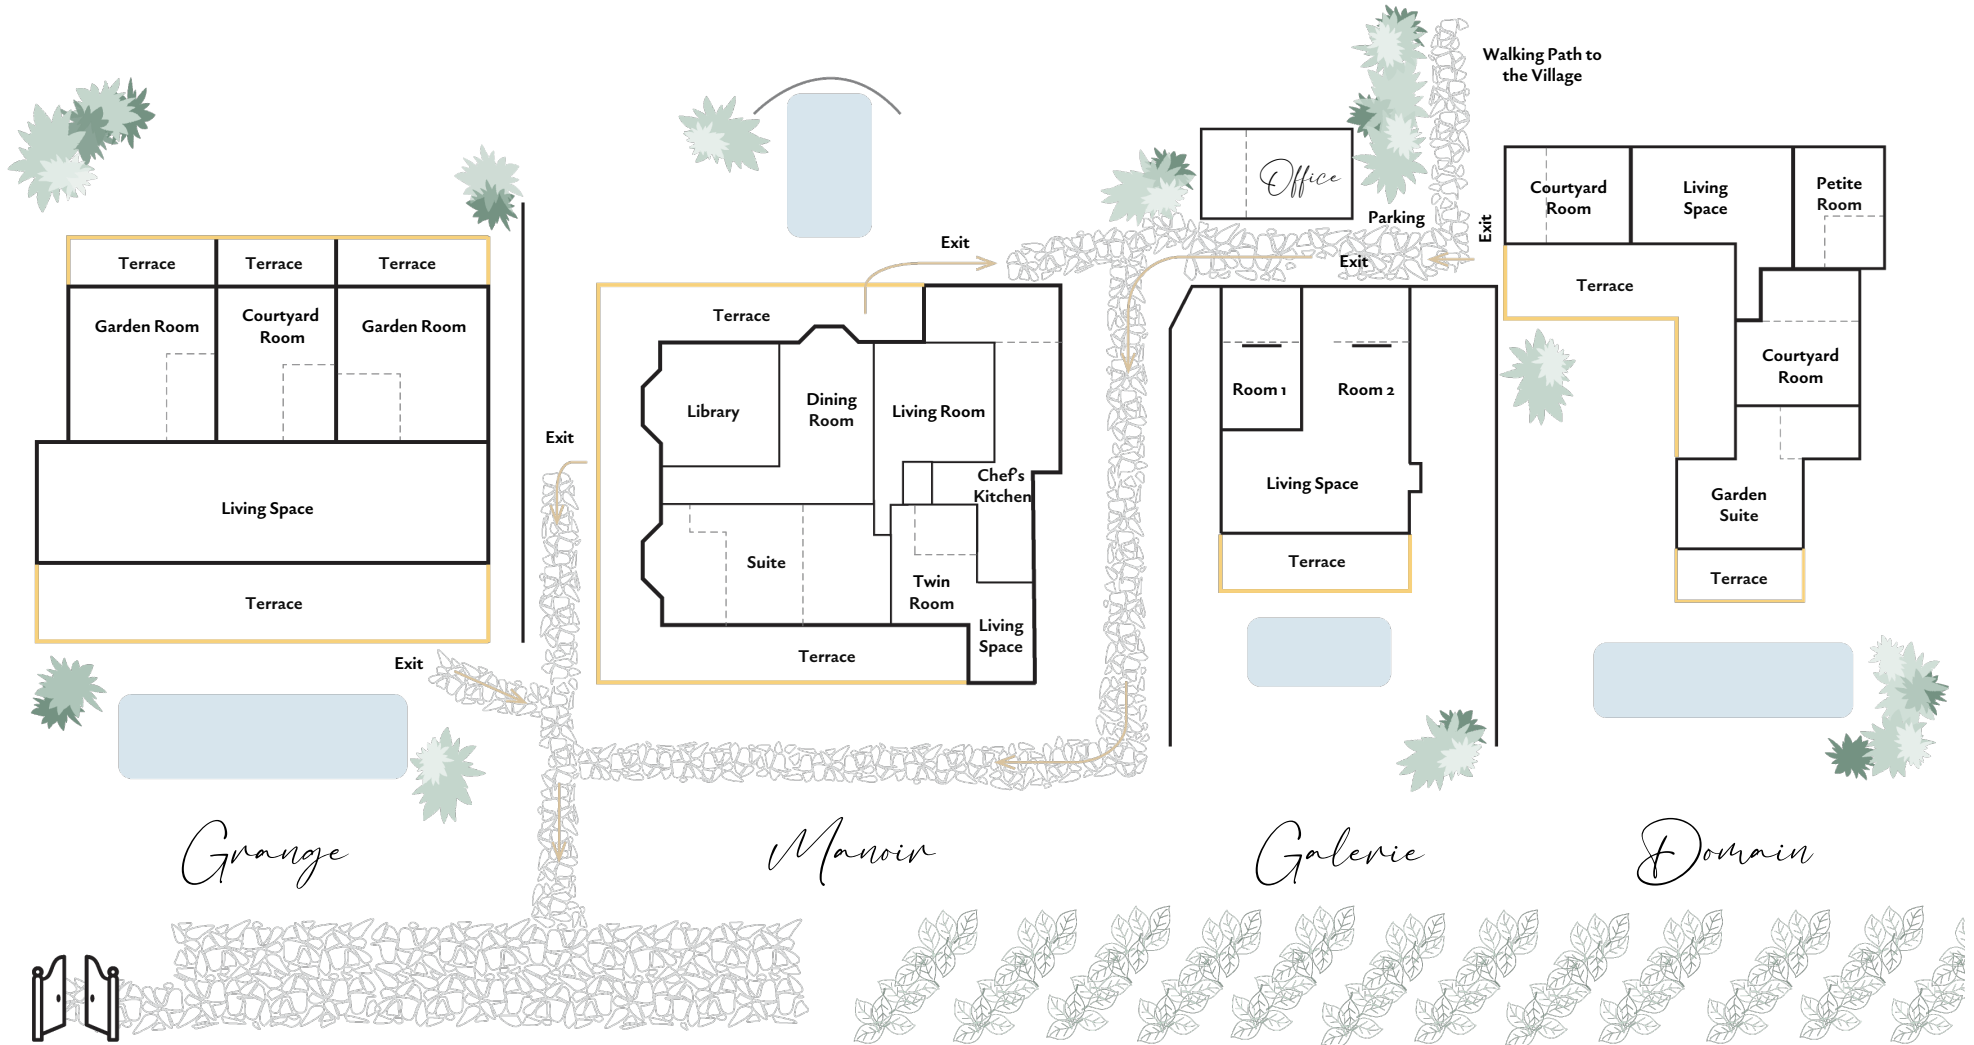 Walking Path to
the Village
Office
Parking
Exit
Exit
Exit
Terrace
Terrace
Terrace
Garden Room
Courtyard
Room
Garden Room
Living Space
Terrace
Exit
Grange
Exit
Terrace
Library
Dining
Room
Living Room
Chef's
Kitchen
Suite
Twin
Room
Living
Space
Terrace
Manoir
Room 1
Room 2
Living Space
Terrace
Galerie
Courtyard
Room
Living
Space
Petite
Room
Terrace
Courtyard
Room
Garden
Suite
Terrace
Domain